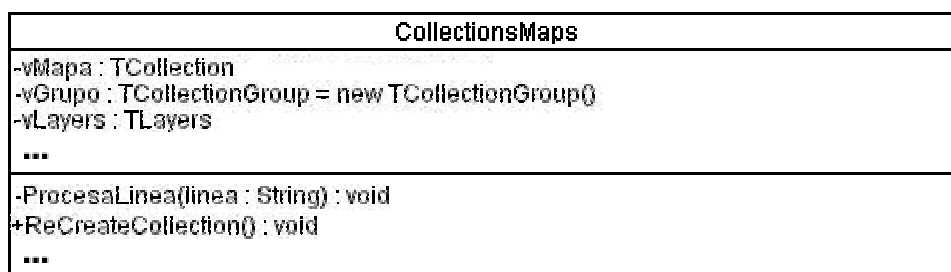 CollectionsMaps
-vMapa : TCollection
-vGrupo : TCollectionGroup = new TCollectionGroup()
-vLayers : TLayers
...
-ProcesaLinea(linea : String) : void
+ReCreateCollection() : void
...